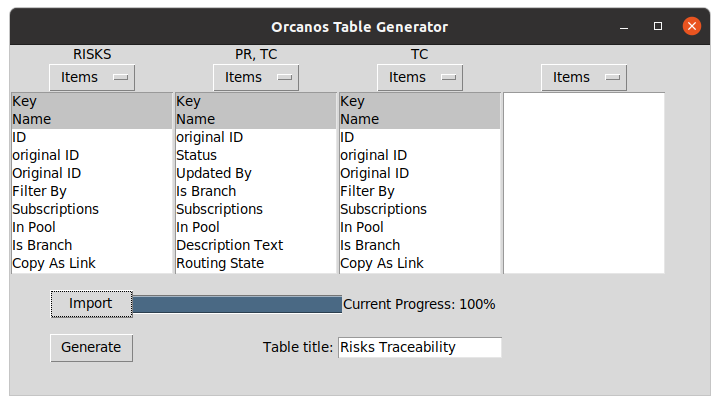 Orcanos Table Generator
RISKS PR, TC TC
Items Items Items Items
Key Key Key
Name Name Name
ID original ID ID
original ID Status original ID
Original ID Updated By Original ID
Filter By Is Branch Filter By
Subscriptions Subscriptions Subscriptions
In Pool In Pool In Pool
Is Branch Description Text Is Branch
Copy As Link Routing State Copy As Link
Import Current Progress: 100%
Generate Table title: Risks Traceability